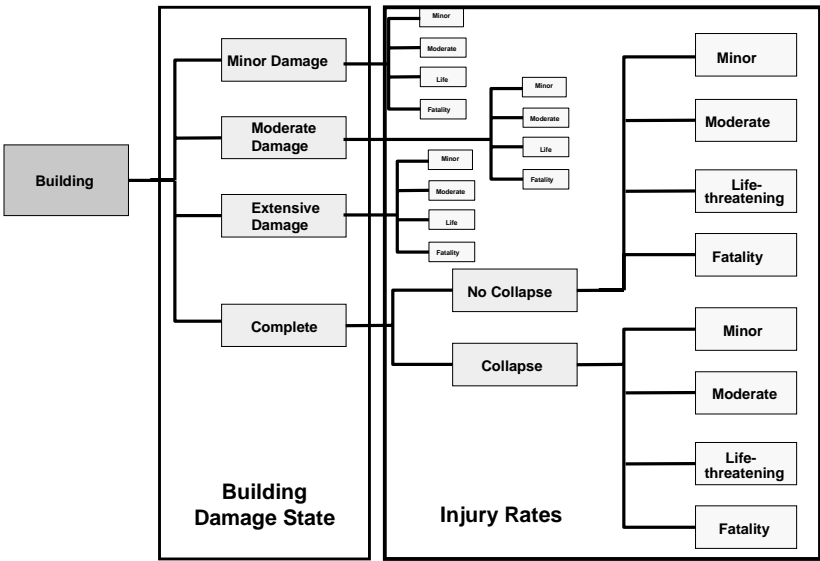 Building
Minor Damage
Moderate
Damage
Extensive
Damage
Complete
Building
Damage State
Minor
Moderate
Life
Fatality
Minor
Moderate
Life
Fatality
Minor
Moderate
Life
Fatality
No Collapse
Collapse
Minor
Moderate
Life-
threatening
Fatality
Minor
Moderate
Life-
threatening
Fatality
Injury Rates